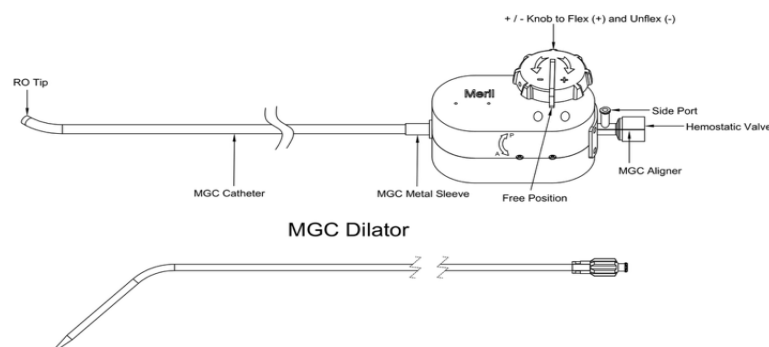 + / - Knob to Flex (+) and Unflex (-)
RO Tip
Meril
- +
Side Port
Hemostatic Valve
P
A
MGC Aligner
MGC Catheter
MGC Metal Sleeve
Free Position
MGC Dilator